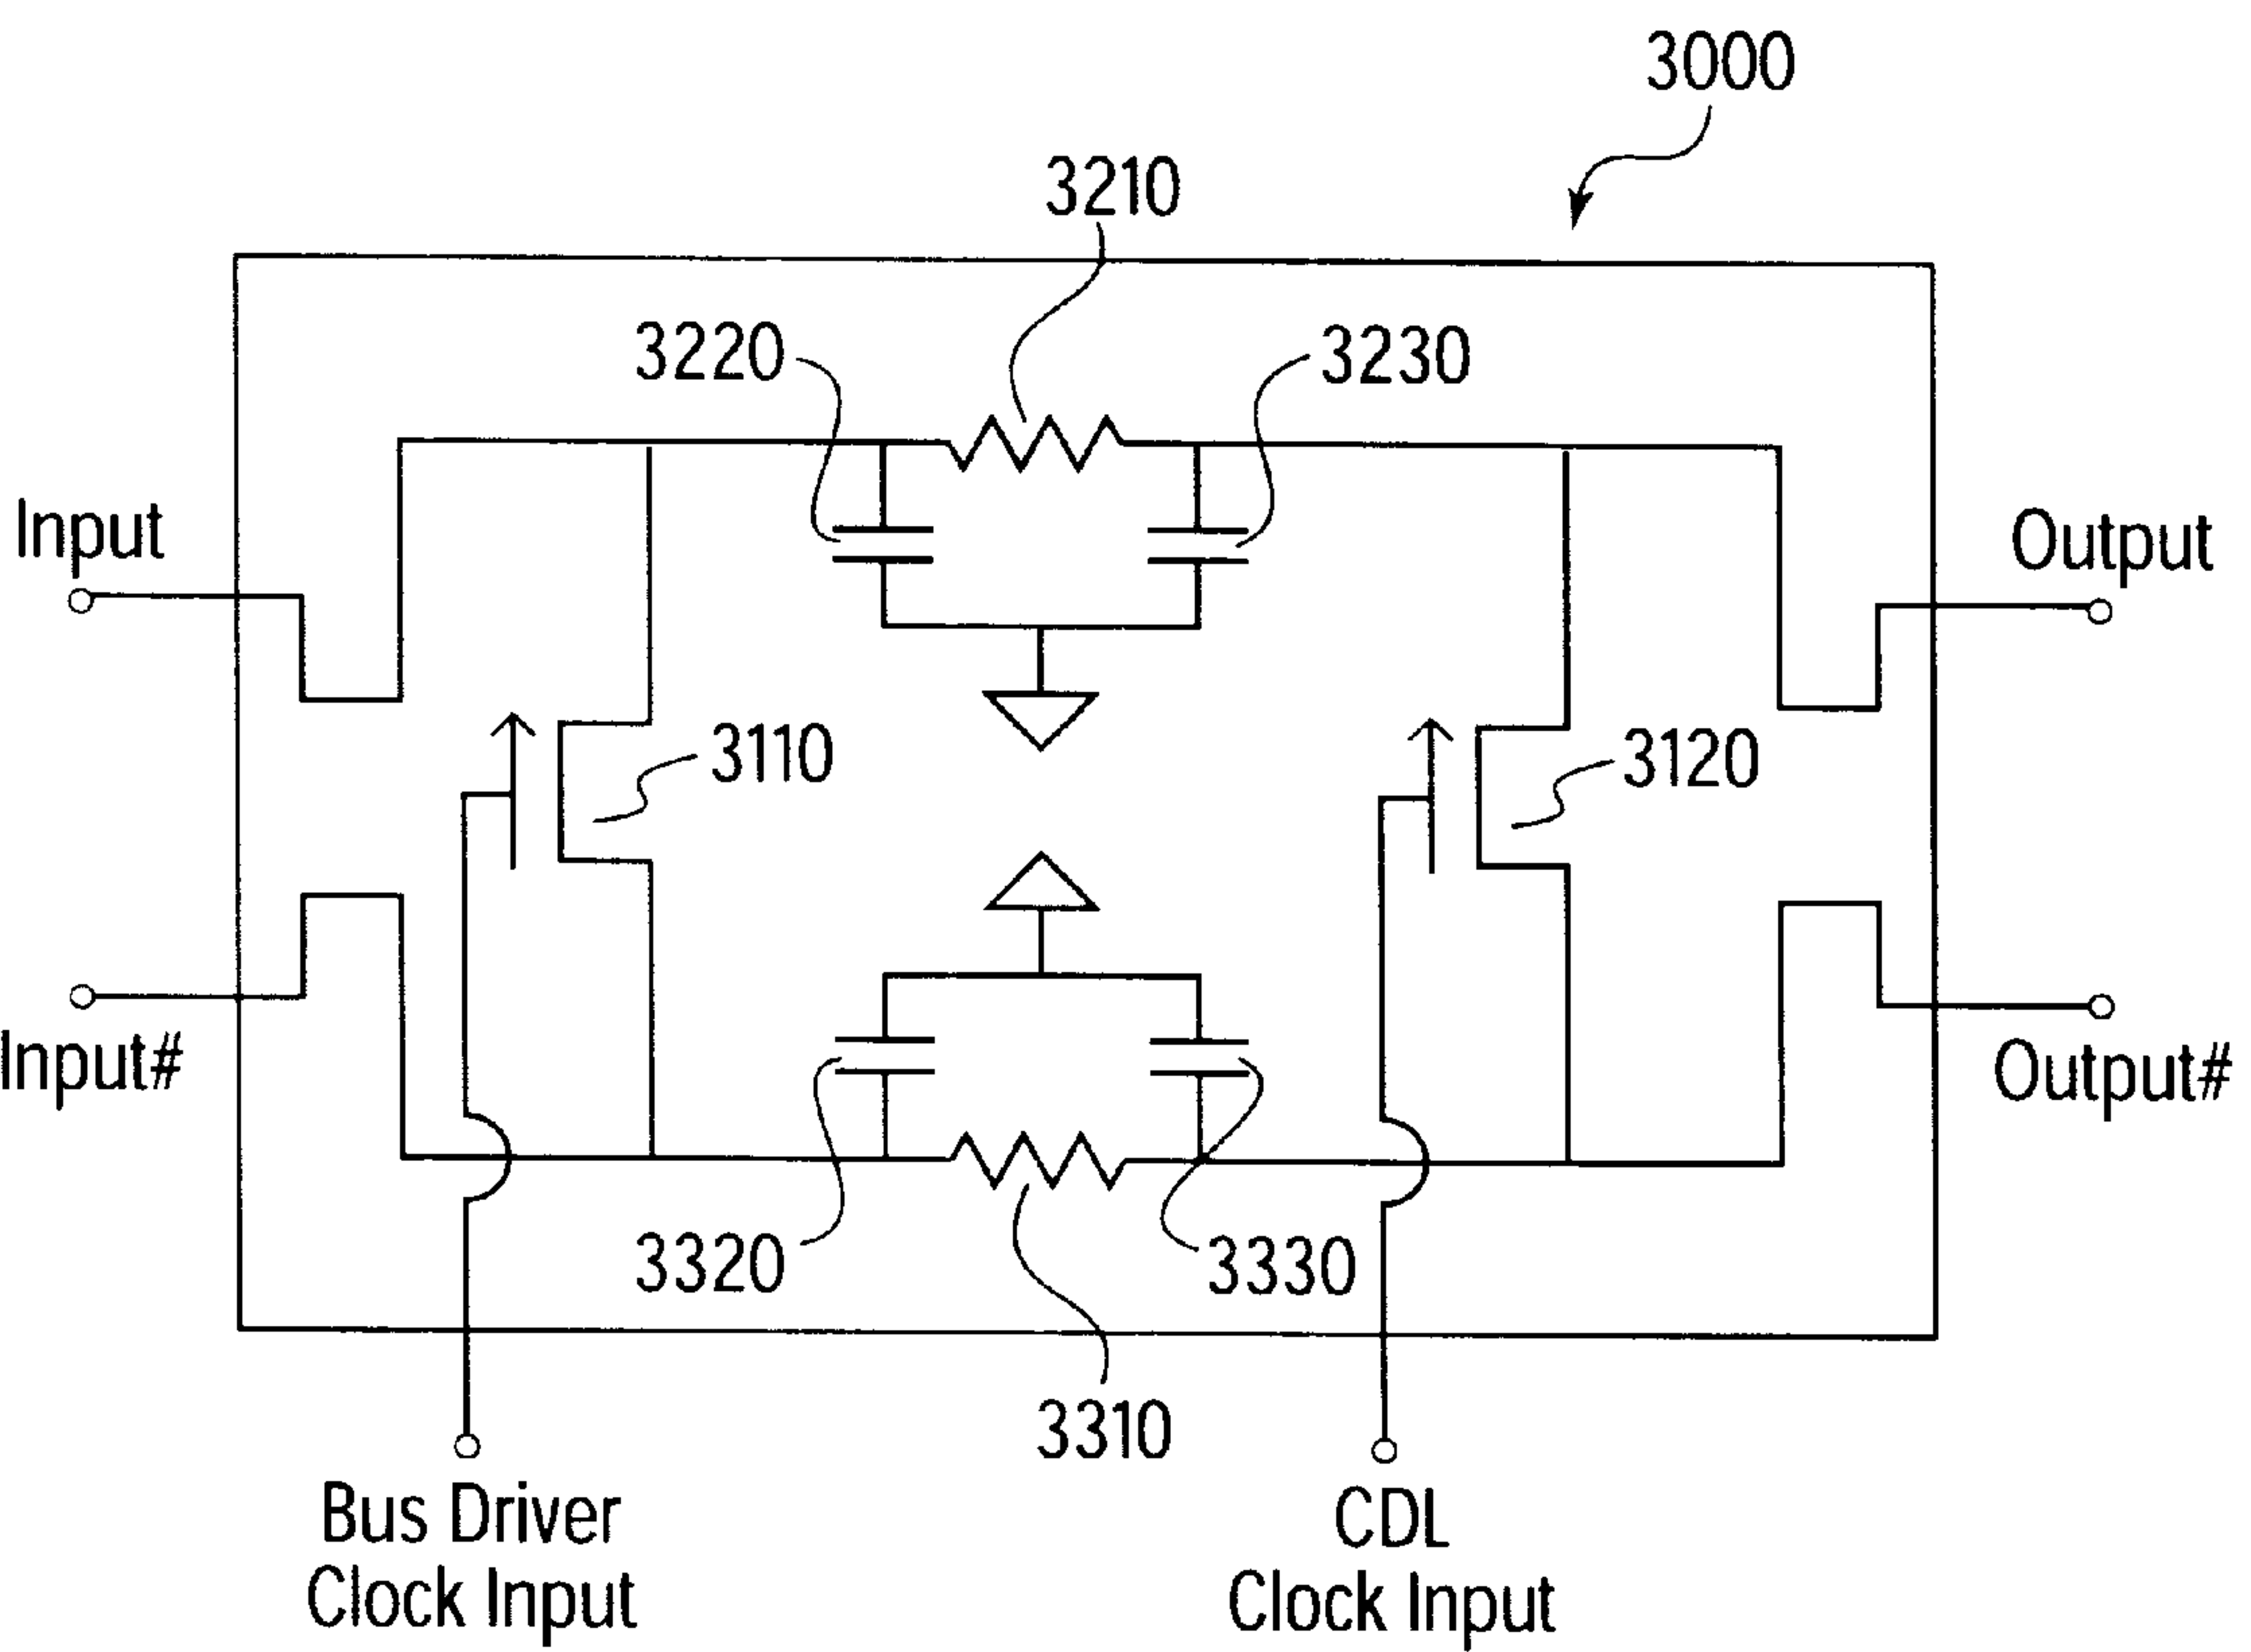 3000
3210
3220
3230
Input
Output
3110
3120
Input#
Output#
3320
3330
3310
Bus Driver
Clock Input
CDL
Clock Input